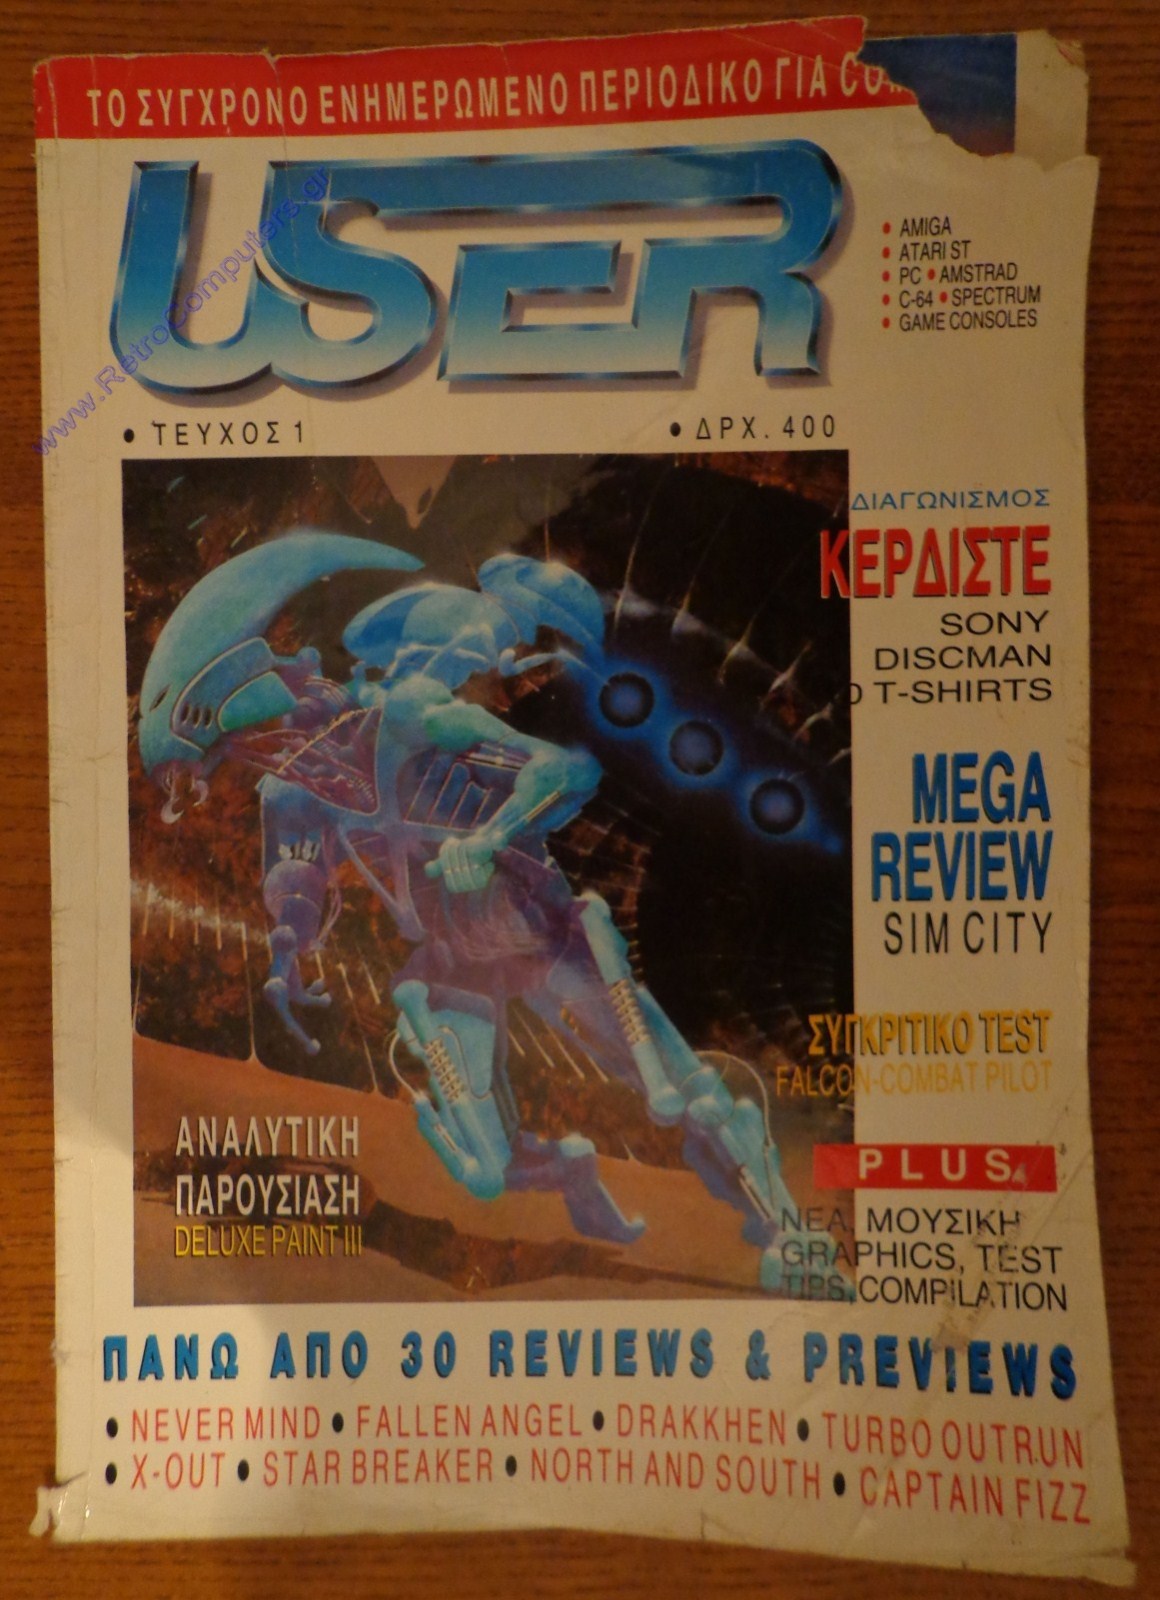 ΤΟ ΣΥΓΧΡΟΝΟ ΕΝΗΜΕΡΩΜΕΝΟ ΠΕΡΙΟΔΙΚΟ ΓΙΑ
USER
www.RetroComputers.gr
• AMIGA
• ATARI ST
• PC • AMSTRAD
• C-64 • SPECTRUM
• GAME CONSOLES
• ΤΕΥΧΟΣ 1
• ΔΡΧ. 400
ΔΙΑΓΩΝΙΣΜΟΣ
ΚΕΡΔΙΣΤΕ
SONY
DISCMAN
T-SHIRTS
MEGA
REVIEW
SIM CITY
ΣΥΓΚΡΙΤΙΚΟ TEST
FALCON-COMBAT PILOT
ΑΝΑΛΥΤΙΚΗ
ΠΑΡΟΥΣΙΑΣΗ
DELUXE PAINT III
PLUS
ΝΕΑ, ΜΟΥΣΙΚΗ
GRAPHICS, TEST
TIPS, COMPILATION
ΠΑΝΩ ΑΠΟ 30 REVIEWS & PREVIEWS
• NEVER MIND • FALLEN ANGEL • DRAKKHEN • TURBO OUTRUN
• X-OUT • STAR BREAKER • NORTH AND SOUTH • CAPTAIN FIZZ